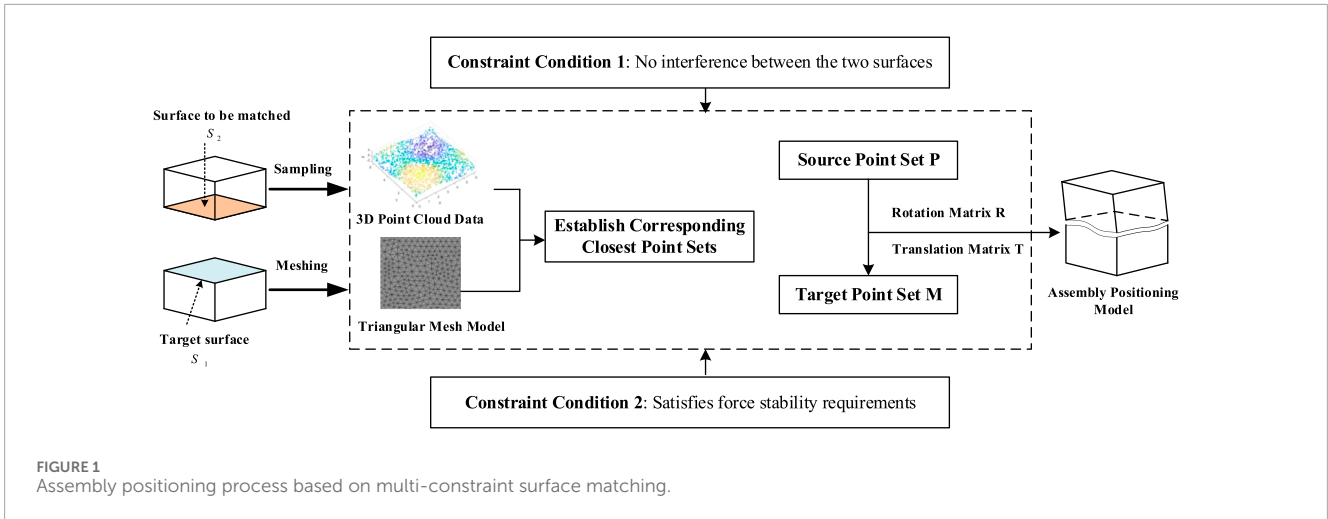 Constraint Condition 1: No interference between the two surfaces
Surface to be matched
S 2
Sampling
3D Point Cloud Data
Source Point Set P
Establish Corresponding
Closest Point Sets
Rotation Matrix R
Translation Matrix T
Meshing
Triangular Mesh Model
Target Point Set M
Assembly Positioning
Model
Target surface
S 1
Constraint Condition 2: Satisfies force stability requirements
FIGURE 1
Assembly positioning process based on multi-constraint surface matching.